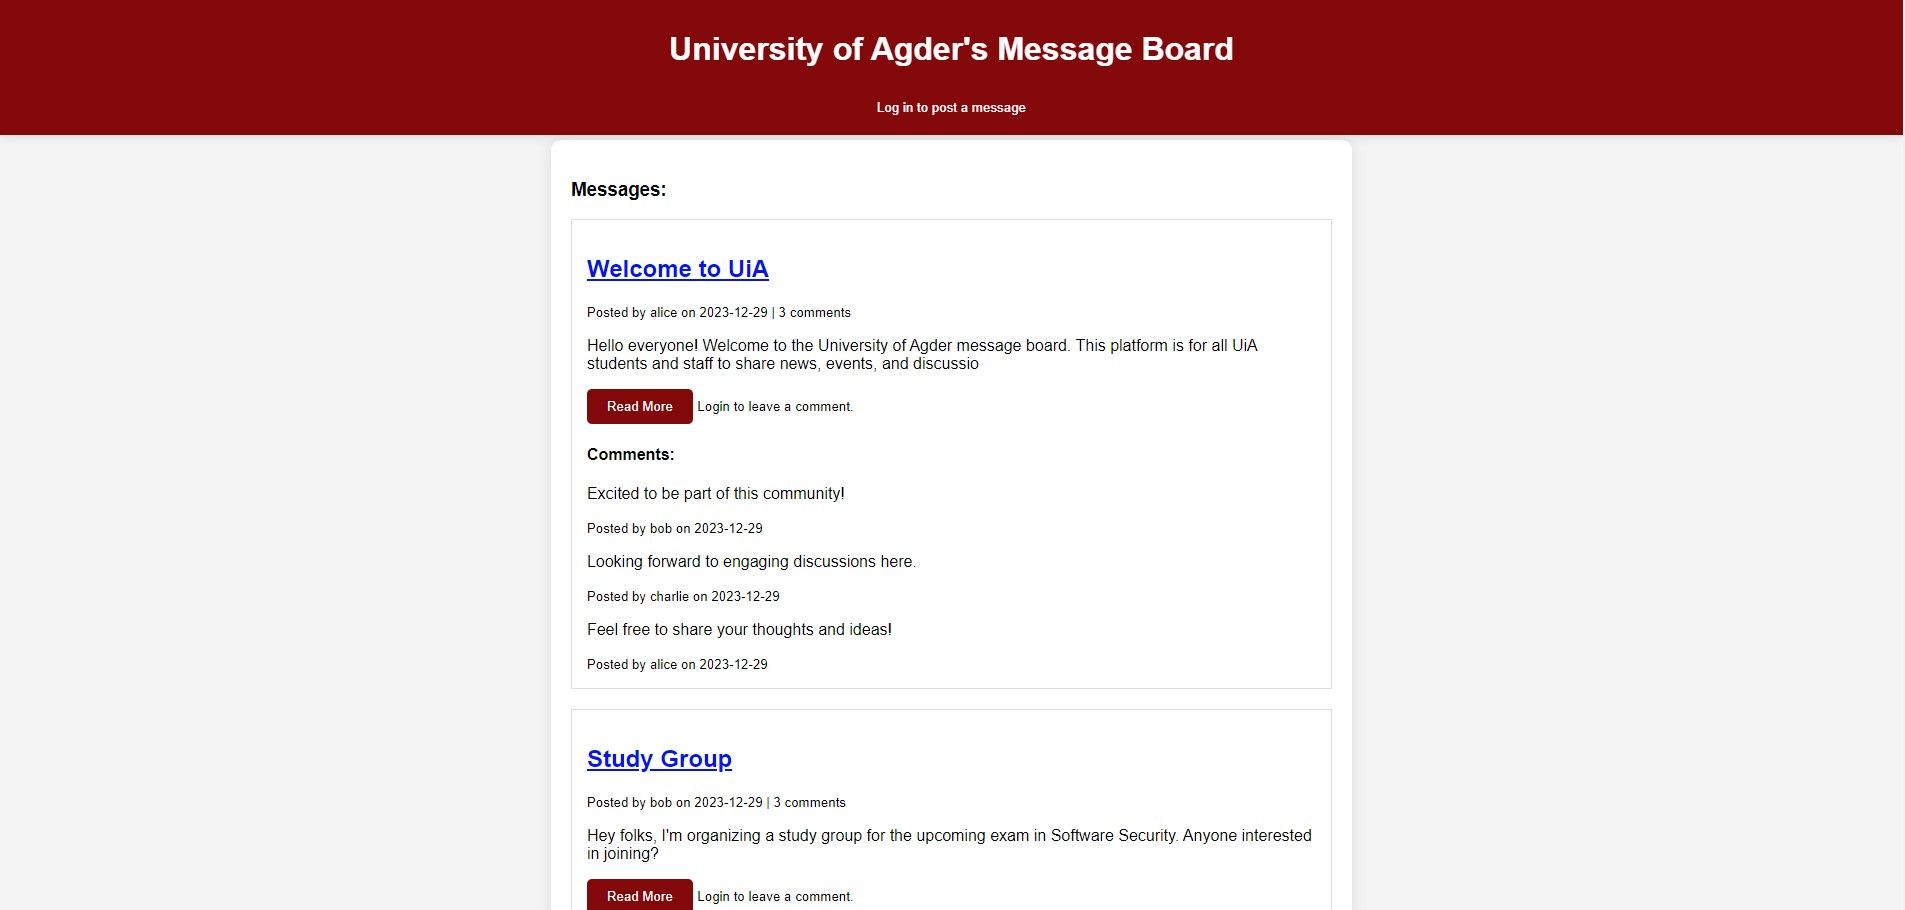 University of Agder's Message Board
Log in to post a message
Messages:
Welcome to UiA
Posted by alice on 2023-12-29 | 3 comments
Hello everyone! Welcome to the University of Agder message board. This platform is for all UiA
students and staff to share news, events, and discussio
Read More Login to leave a comment.
Comments:
Excited to be part of this community!
Posted by bob on 2023-12-29
Looking forward to engaging discussions here.
Posted by charlie on 2023-12-29
Feel free to share your thoughts and ideas!
Posted by alice on 2023-12-29
Study Group
Posted by bob on 2023-12-29 | 3 comments
Hey folks, I'm organizing a study group for the upcoming exam in Software Security. Anyone interested
in joining?
Read More Login to leave a comment.